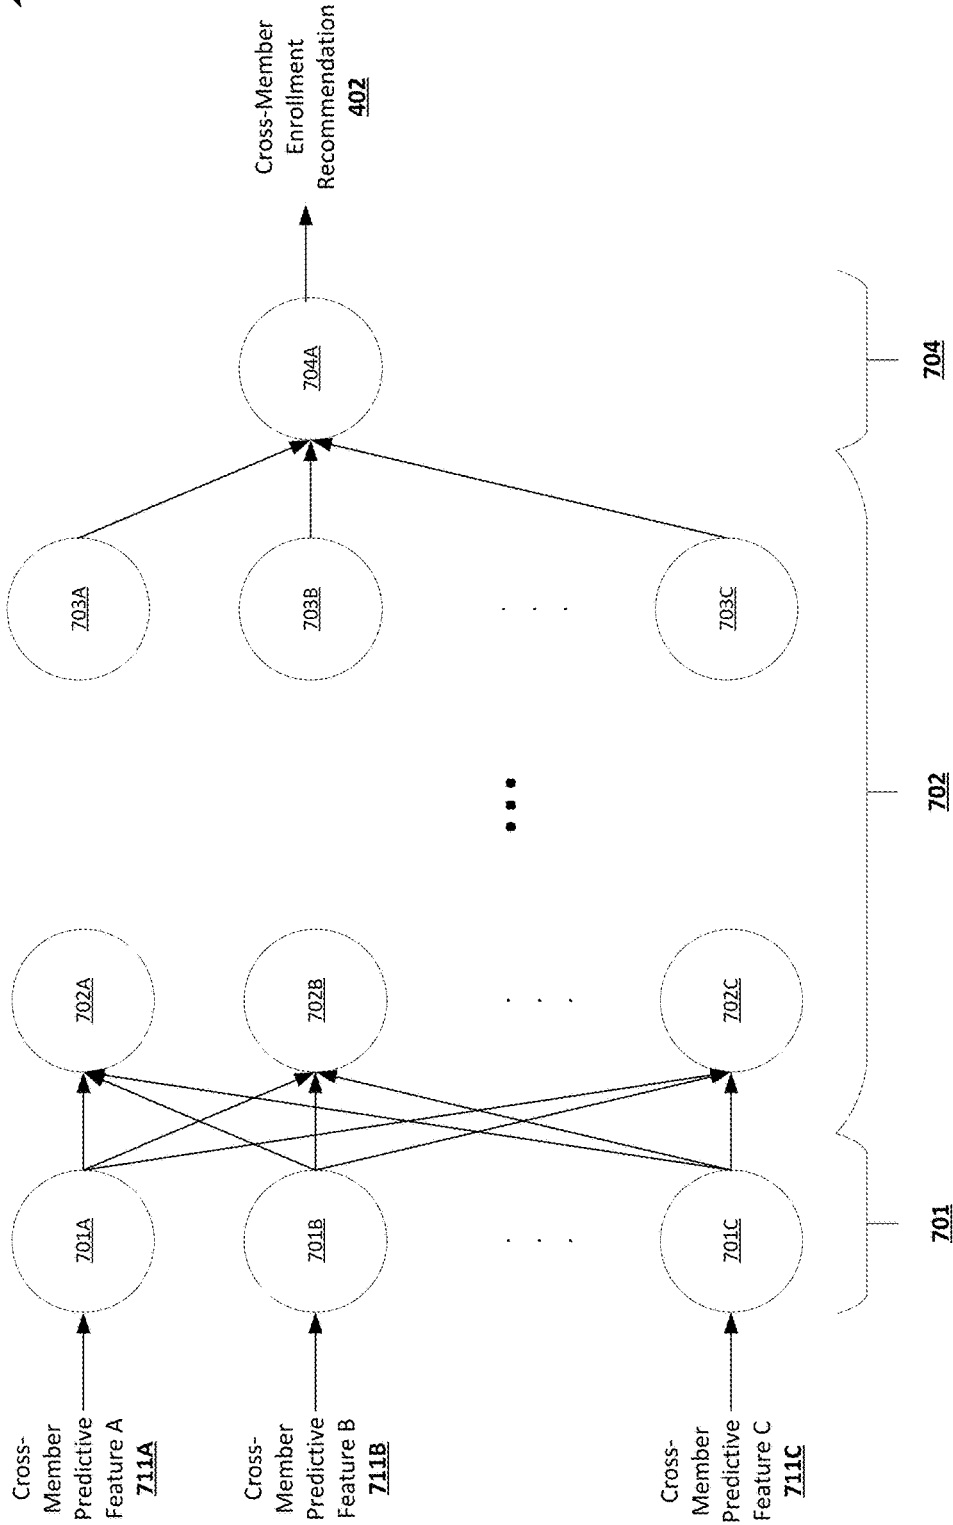 Cross-
Member
Predictive
Feature A
711A
Cross-
Member
Predictive
Feature B
711B
Cross-
Member
Predictive
Feature C
711C
701A
701B
. . .
701C
702A
702B
. . .
702C
...
703A
703B
. . .
703C
704A
Cross-Member
Enrollment
Recommendation
402
701
702
704